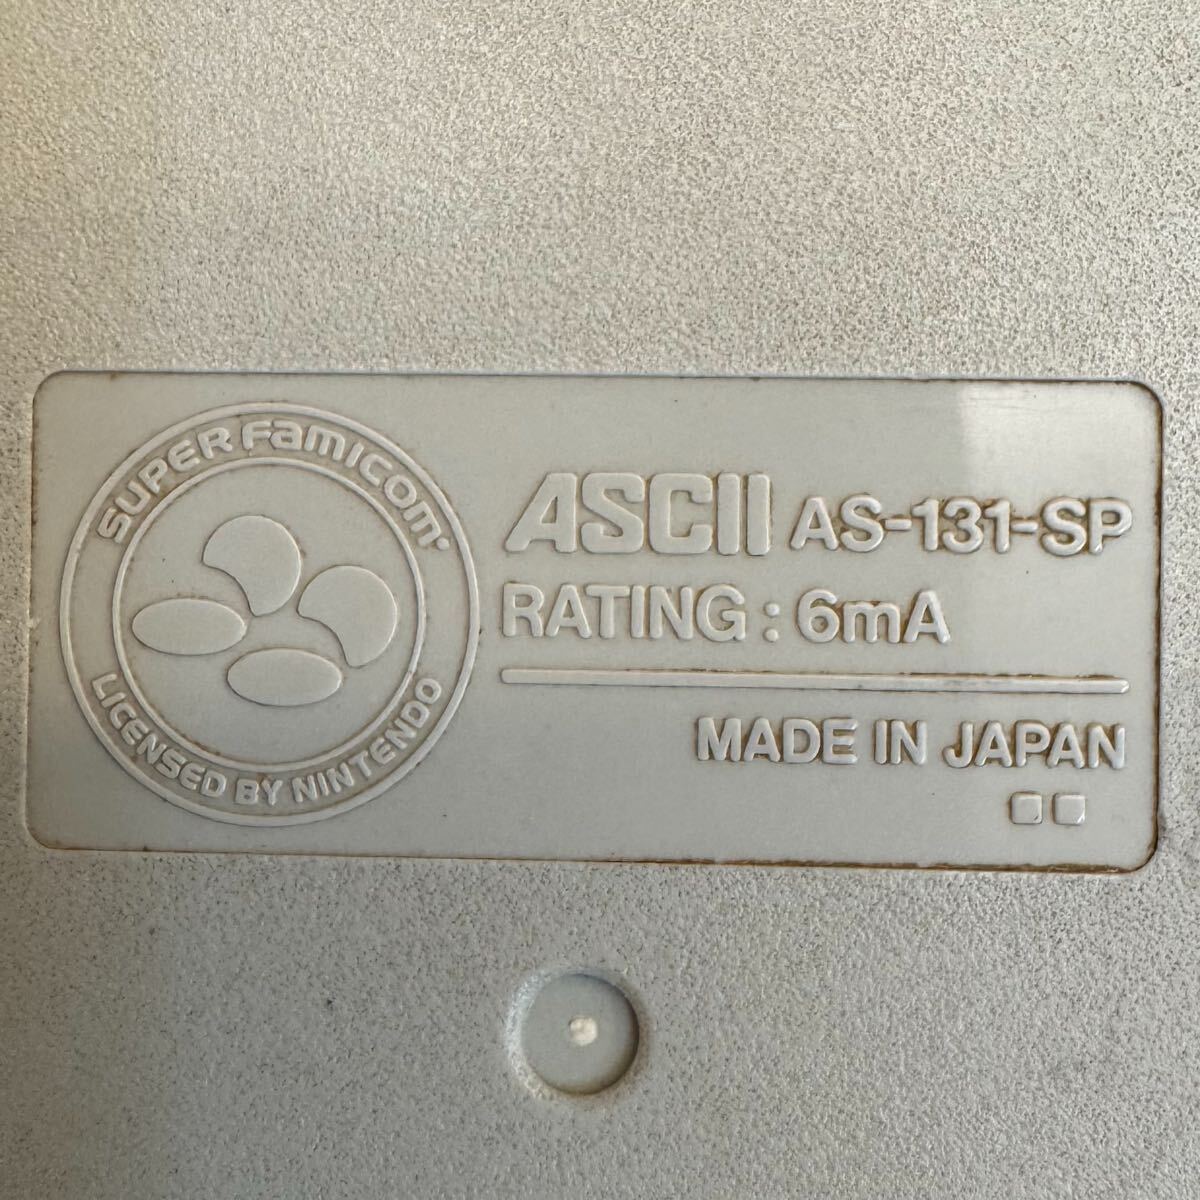 SUPER Famicom
LICENSED BY NINTENDO
ASCII AS-131-SP
RATING : 6mA
MADE IN JAPAN